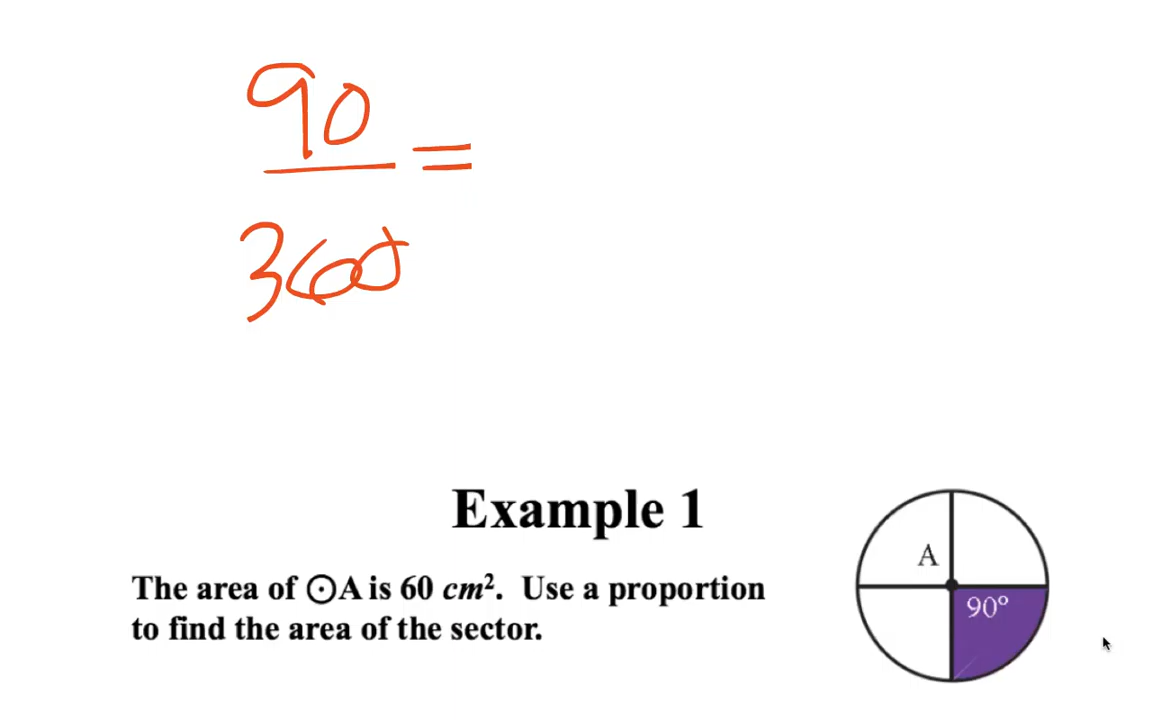 90
=
360
Example 1
The area of ⊙A is 60 cm². Use a proportion
to find the area of the sector.
A
90°